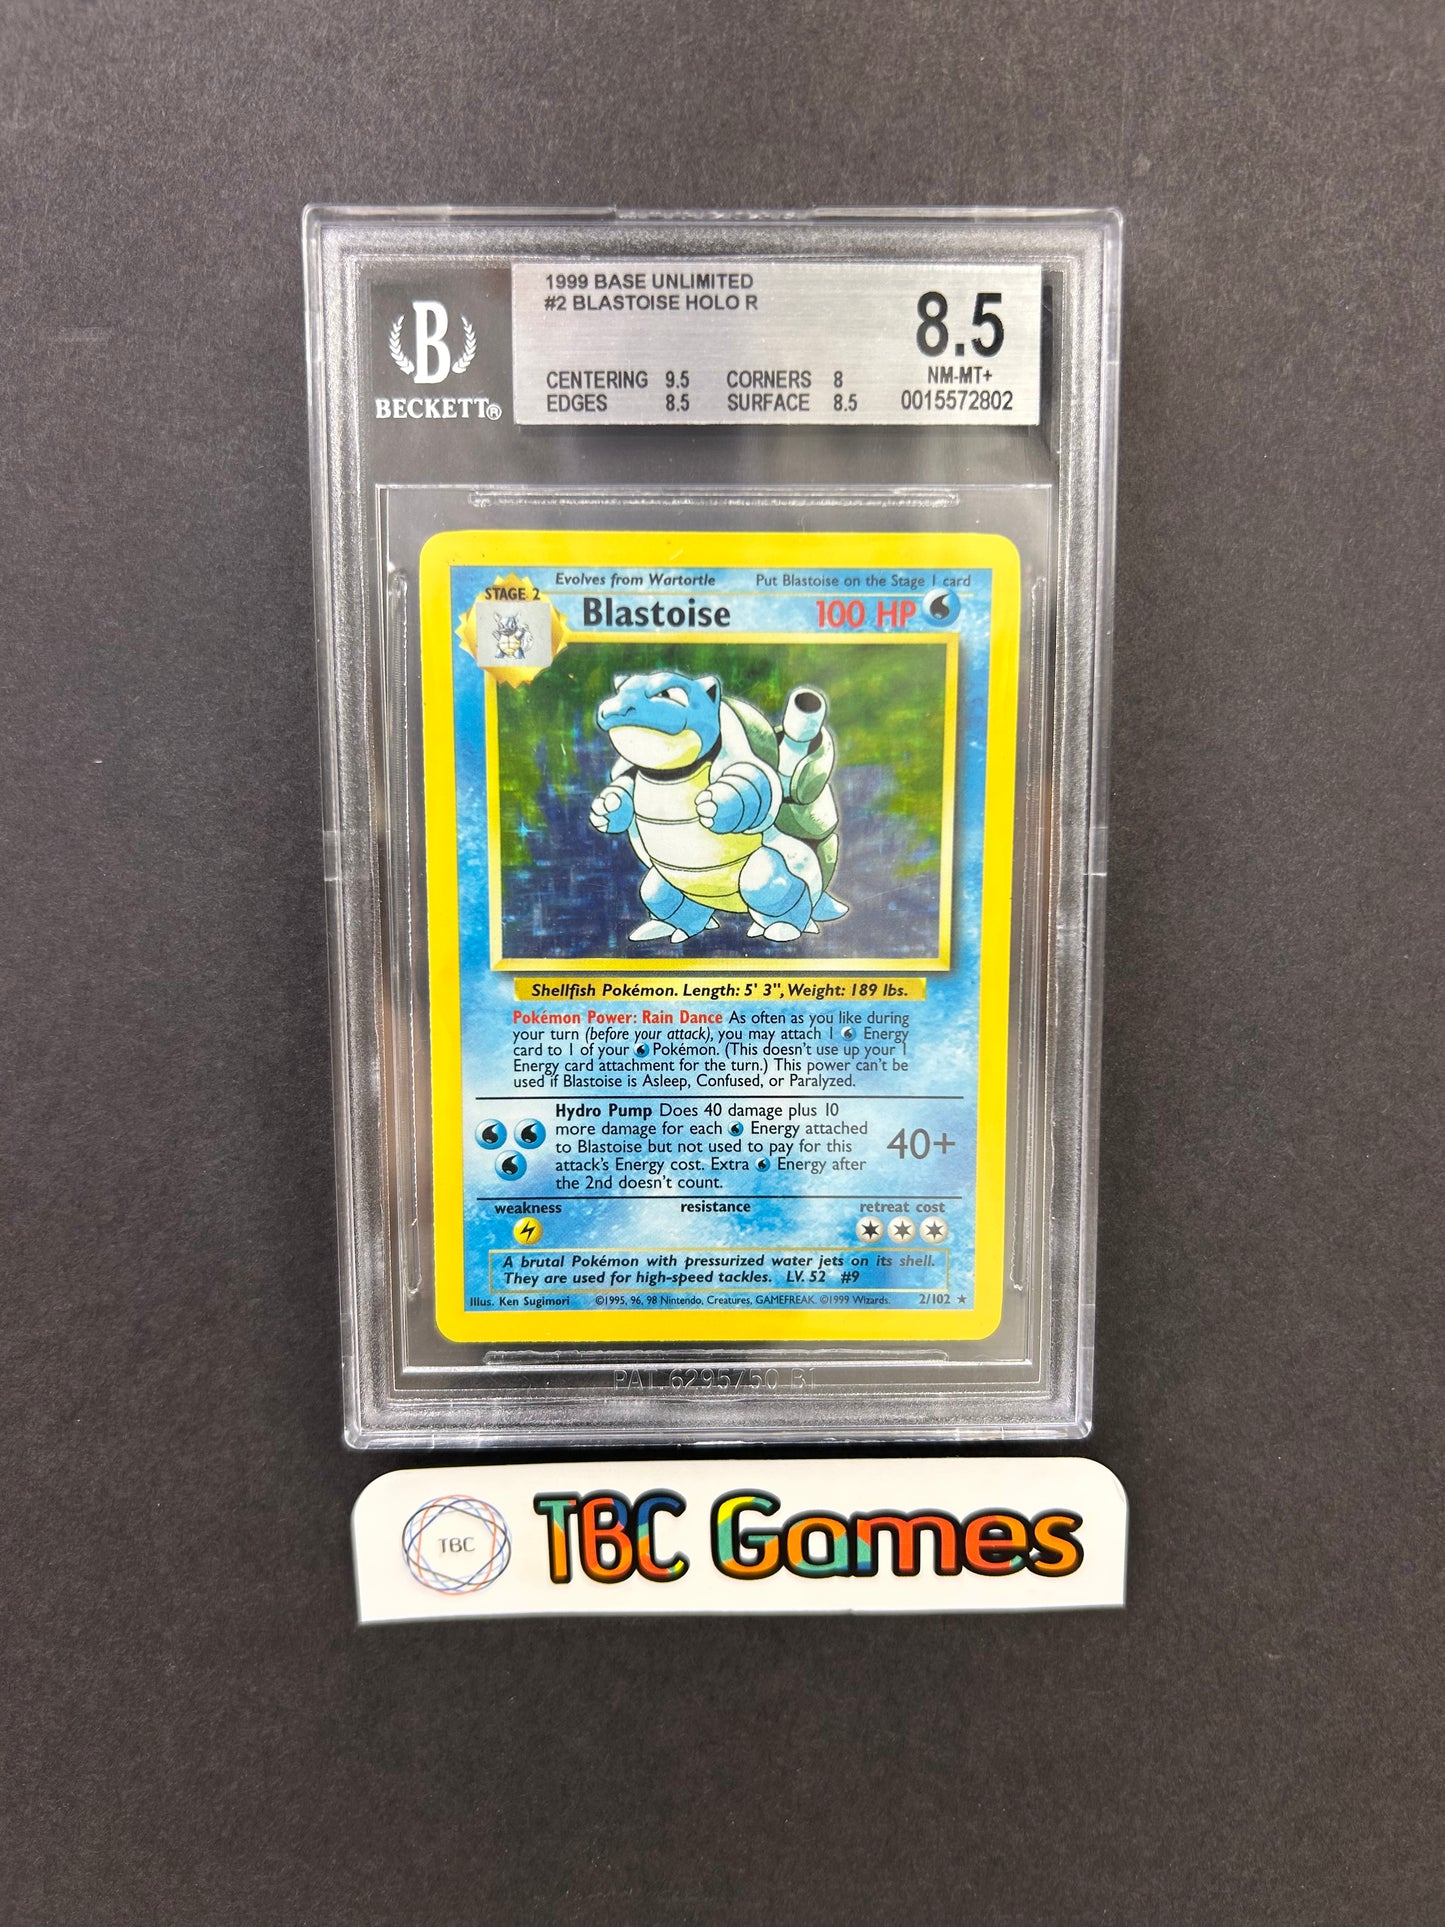 1999 BASE UNLIMITED
#2 BLASTOISE HOLO R
8.5
CENTERING 9.5 CORNERS 8
NM-MT+
EDGES 8.5 SURFACE 8.5
0015572802
B
BECKETT®
Evolves from Wartortle Put Blastoise on the Stage 1 card
STAGE 2
Blastoise 100 HP
Shellfish Pokémon. Length: 5' 3", Weight: 189 lbs.
Pokémon Power: Rain Dance As often as you like during
your turn (before your attack), you may attach 1 Energy
card to 1 of your Pokémon. (This doesn't use up your 1
Energy card attachment for the turn.) This power can't be
used if Blastoise is Asleep, Confused, or Paralyzed.
Hydro Pump Does 40 damage plus 10
more damage for each Energy attached
to Blastoise but not used to pay for this
attack's Energy cost. Extra Energy after
the 2nd doesn't count.
40+
weakness resistance retreat cost
A brutal Pokémon with pressurized water jets on its shell.
They are used for high-speed tackles. LV. 52 #9
Illus. Ken Sugimori ©1995, 96, 98 Nintendo, Creatures, GAMEFREAK. ©1999 Wizards. 2/102 ★
PAT.6295750 B1
TBC
TBC Games